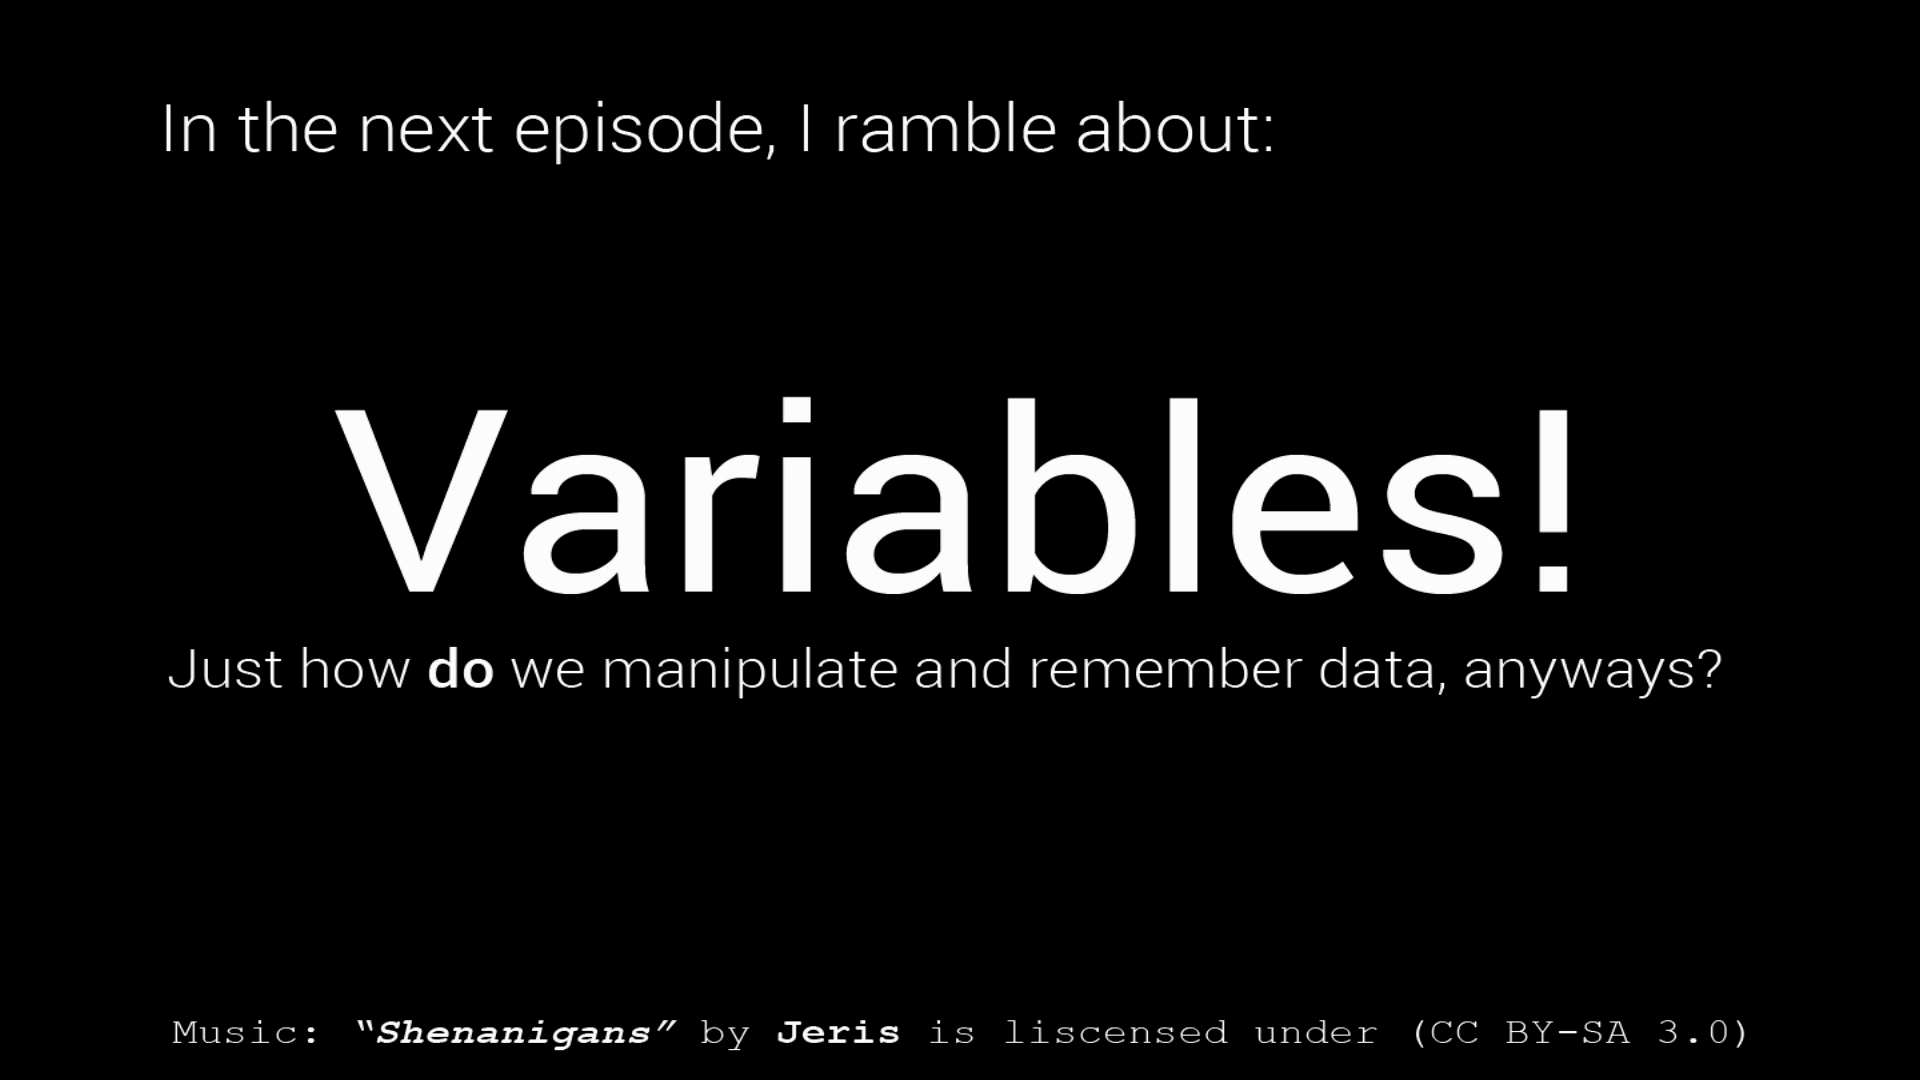 In the next episode, I ramble about:
Variables!
Just how do we manipulate and remember data, anyways?
Music: “Shenanigans” by Jeris is liscensed under (CC BY-SA 3.0)